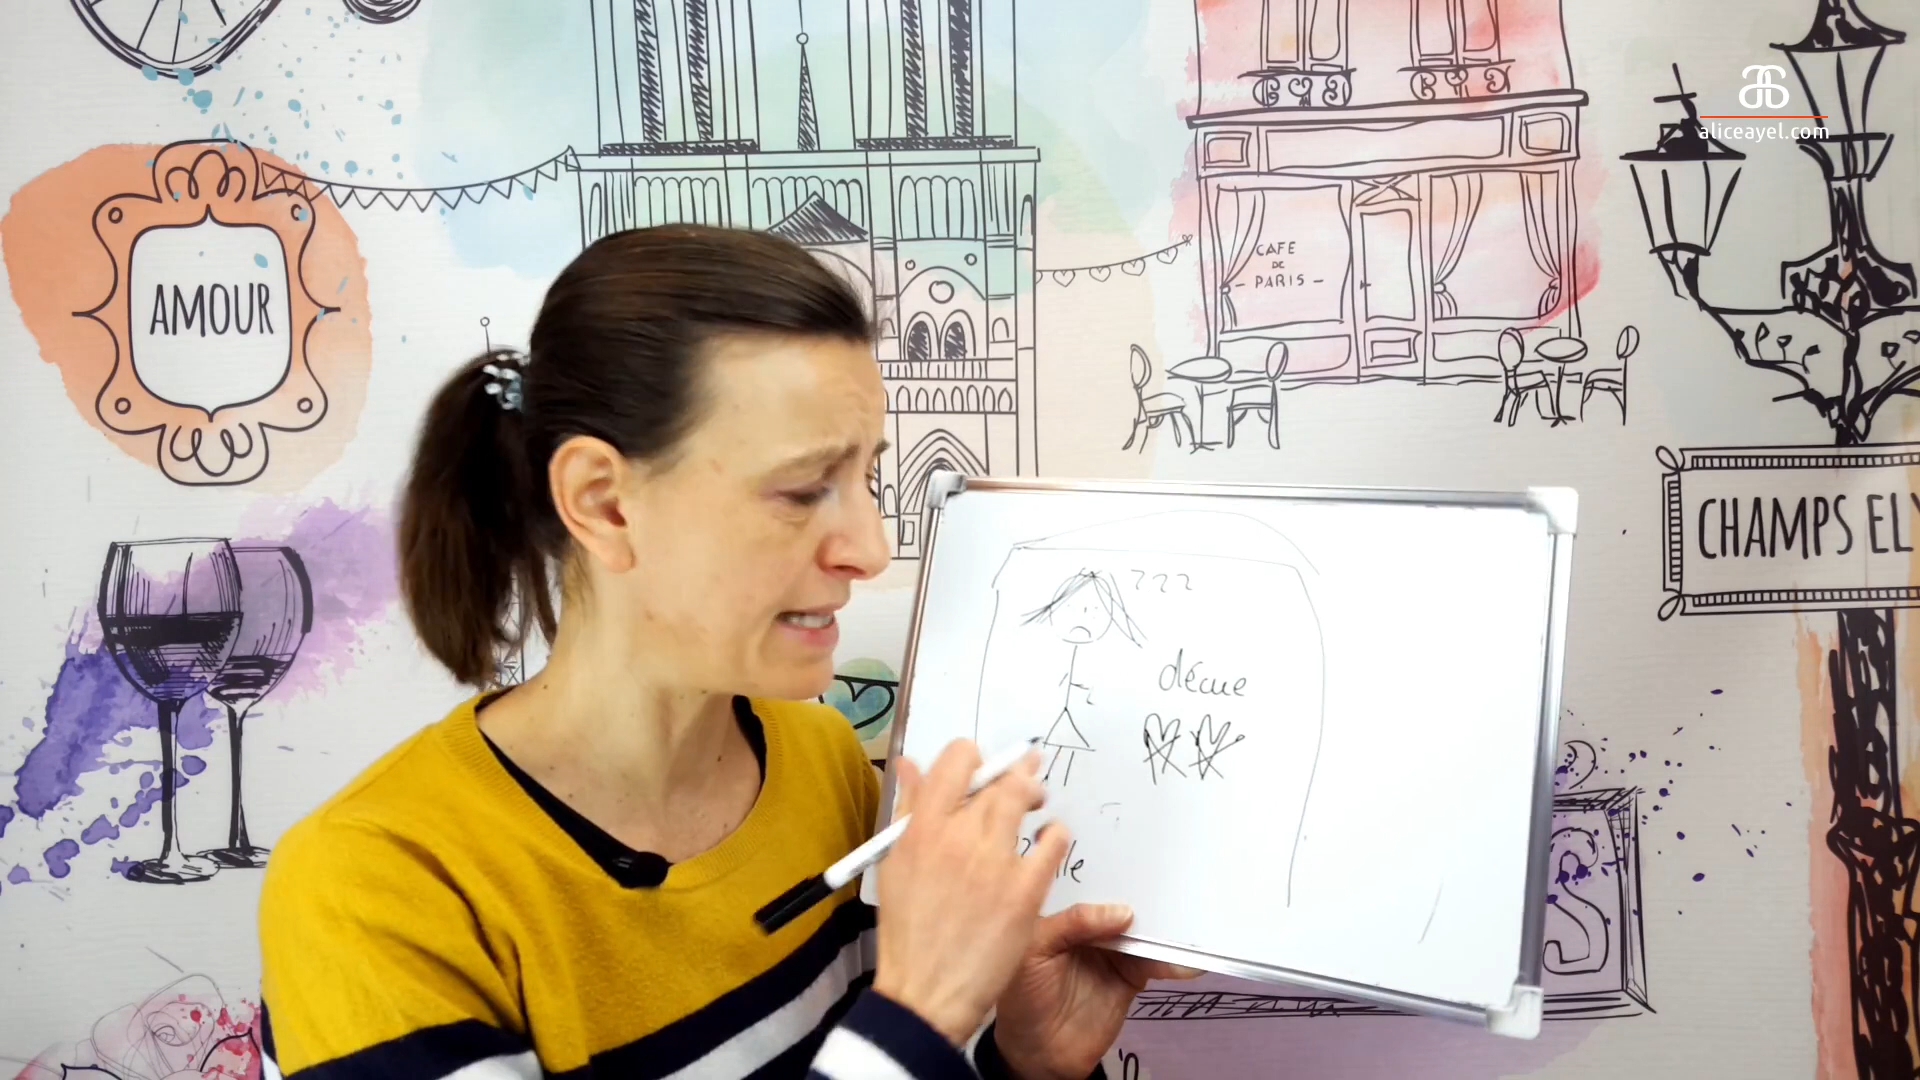 aliceayel.com
AMOUR
CAFE
DE
- PARIS -
CHAMPS EL
???
déçue